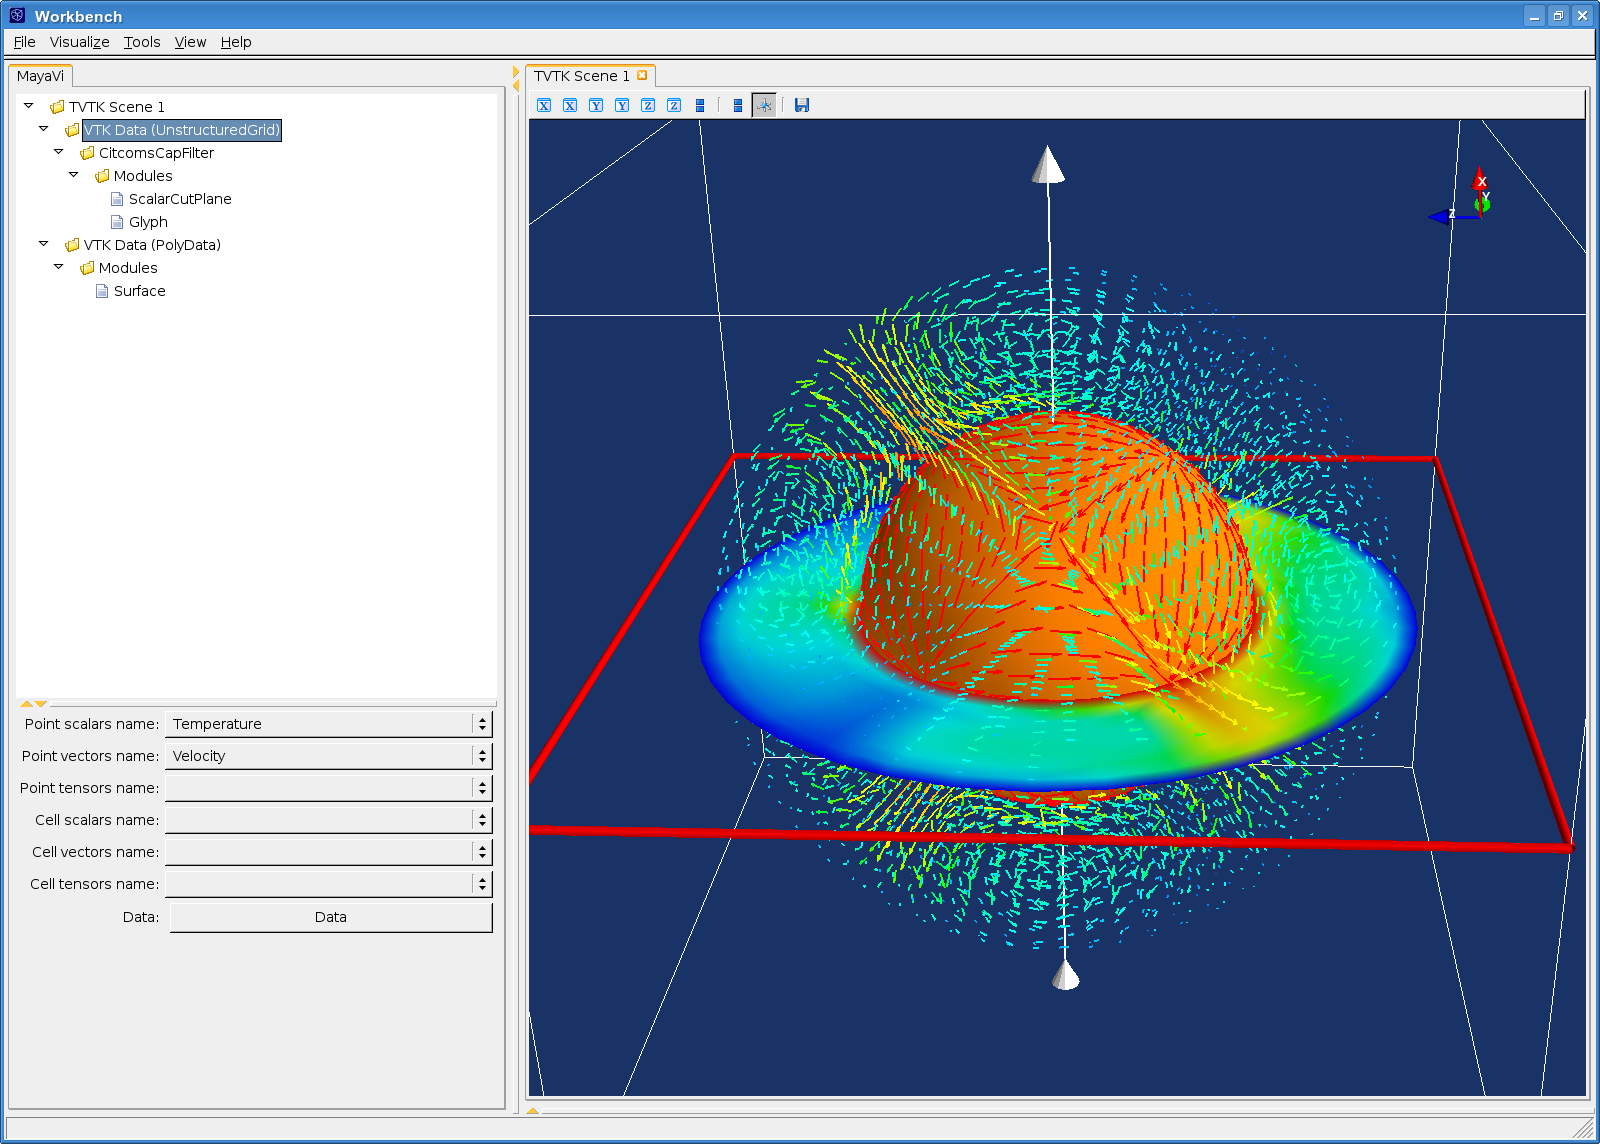 Workbench
File Visualize Tools View Help
MayaVi
TVTK Scene 1
VTK Data (UnstructuredGrid)
CitcomsCapFilter
Modules
ScalarCutPlane
Glyph
VTK Data (PolyData)
Modules
Surface
Point scalars name: Temperature
Point vectors name: Velocity
Point tensors name:
Cell scalars name:
Cell vectors name:
Cell tensors name:
Data: Data
TVTK Scene 1
X X Y Y Z Z
X
Y
Z